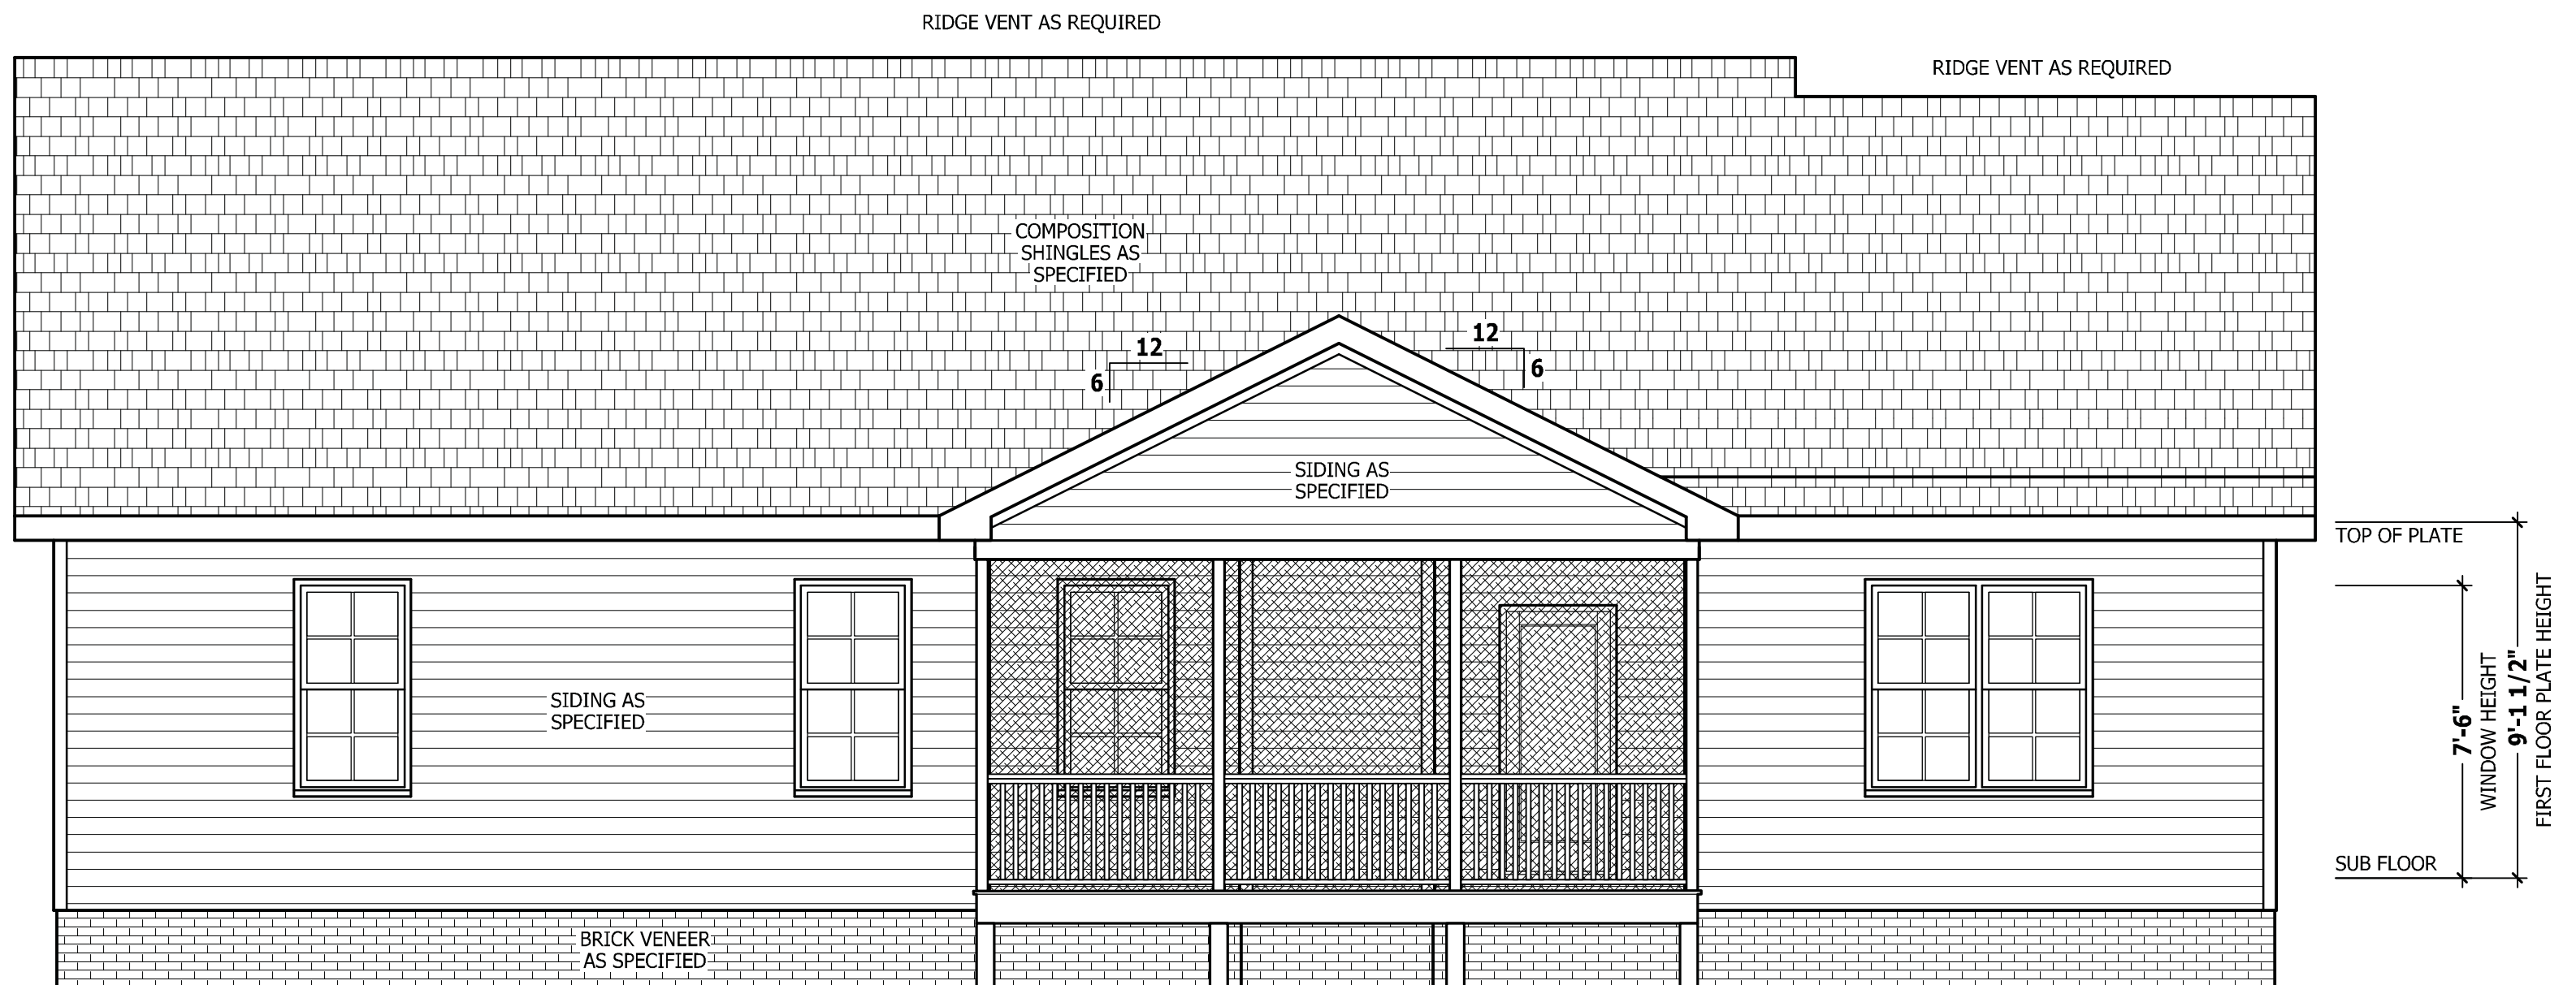 RIDGE VENT AS REQUIRED
RIDGE VENT AS REQUIRED
COMPOSITION
SHINGLES AS
SPECIFIED
12
6
12
6
SIDING AS
SPECIFIED
TOP OF PLATE
SIDING AS
SPECIFIED
7'-6"
WINDOW HEIGHT
9'-1 1/2"
FIRST FLOOR PLATE HEIGHT
SUB FLOOR
BRICK VENEER
AS SPECIFIED